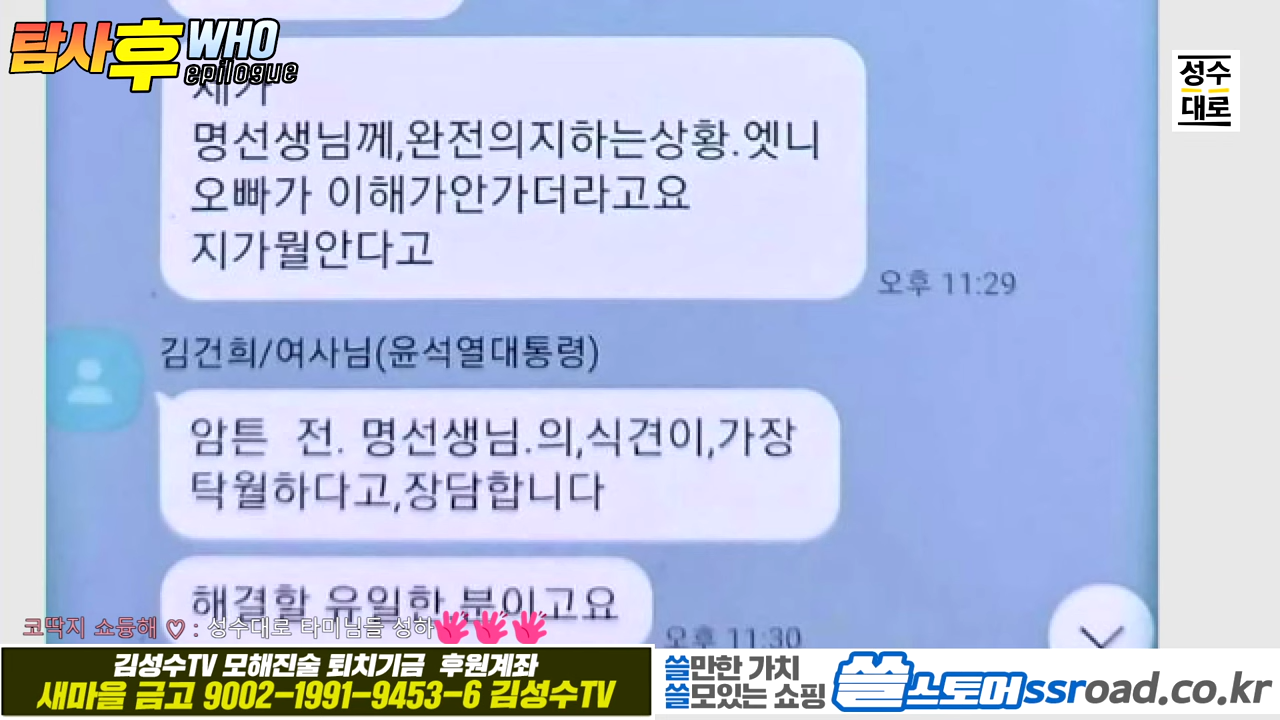 탐사후 WHO
epilogue
성수
대로
제가
명선생님께,완전의지하는상황.엣니
오빠가 이해가안가더라고요
지가뭘안다고
오후 11:29
김건희/여사님(윤석열대통령)
암튼 전. 명선생님.의,식견이,가장
탁월하다고,장담합니다
해결할 유일한 분이고요
오후 11:30
코딱지 쇼듕해 ♡ : 성수대로 타미님들 성하
김성수TV 모해진술 퇴치기금 후원계좌
새마을 금고 9002-1991-9453-6 김성수TV
쓸만한 가치
쓸모있는 쇼핑
쓸스토어ssroad.co.kr